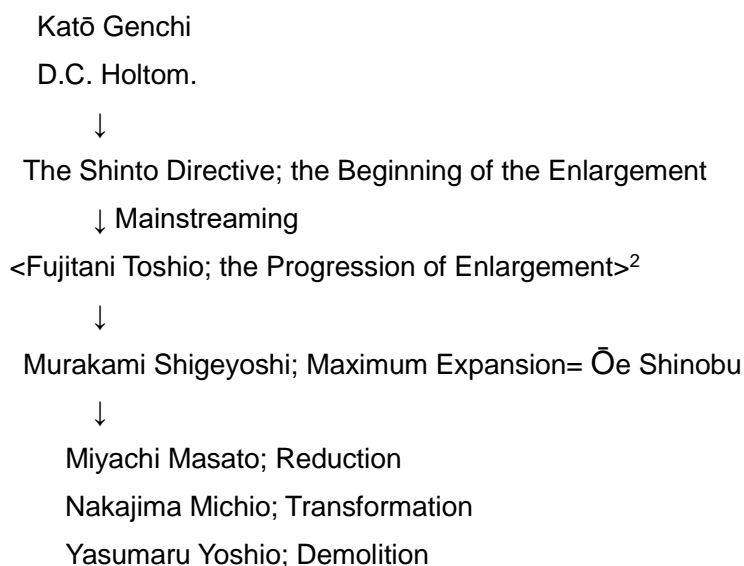 Katō Genchi
D.C. Holtom.
↓
The Shinto Directive; the Beginning of the Enlargement
↓ Mainstreaming
<Fujitani Toshio; the Progression of Enlargement>²
↓
Murakami Shigeyoshi; Maximum Expansion= Ōe Shinobu
↓
Miyachi Masato; Reduction
Nakajima Michio; Transformation
Yasumaru Yoshio; Demolition